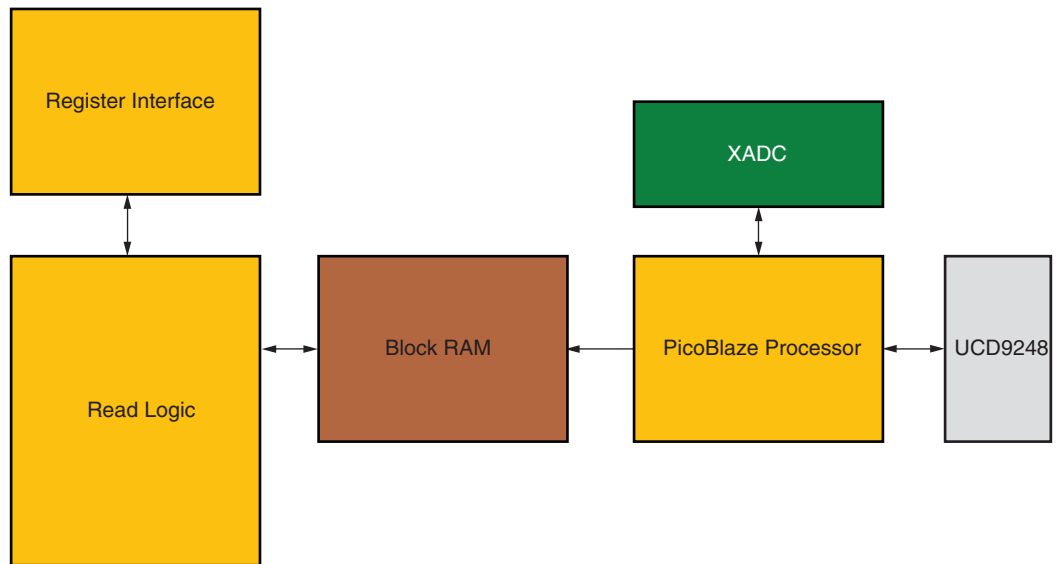 Register Interface
XADC
Block RAM
PicoBlaze Processor
UCD9248
Read Logic